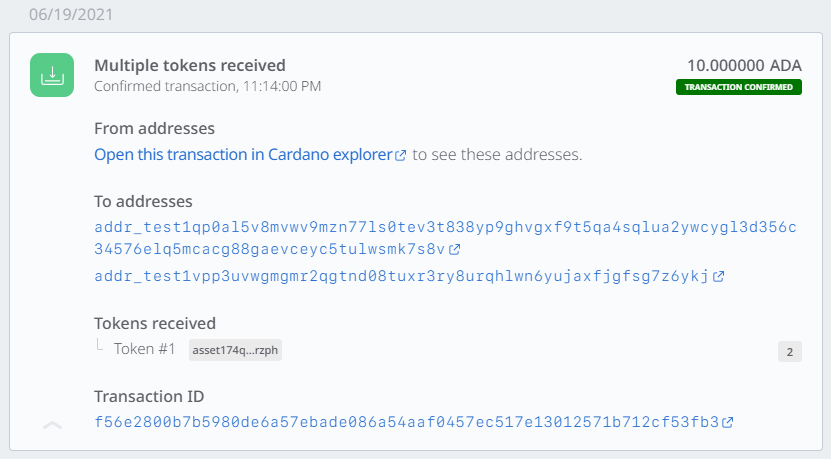 06/19/2021
Multiple tokens received
10.000000 ADA
Confirmed transaction, 11:14:00 PM
TRANSACTION CONFIRMED
From addresses
Open this transaction in Cardano explorer to see these addresses.
To addresses
addr_test1qp0al5v8mvwv9mzn77ls0tev3t838yp9ghvgxf9t5qa4sqlua2ywcygl3d356c
34576elq5mcacg88gaevceyc5tulwsmk7s8v
addr_test1vpp3uvwgmgmr2qgtnd08tuxr3ry8urqhlwn6yujaxfjgfsg7z6ykj
Tokens received
Token #1 asset174q...rzph
2
Transaction ID
f56e2800b7b5980de6a57ebade086a54aaf0457ec517e13012571b712cf53fb3